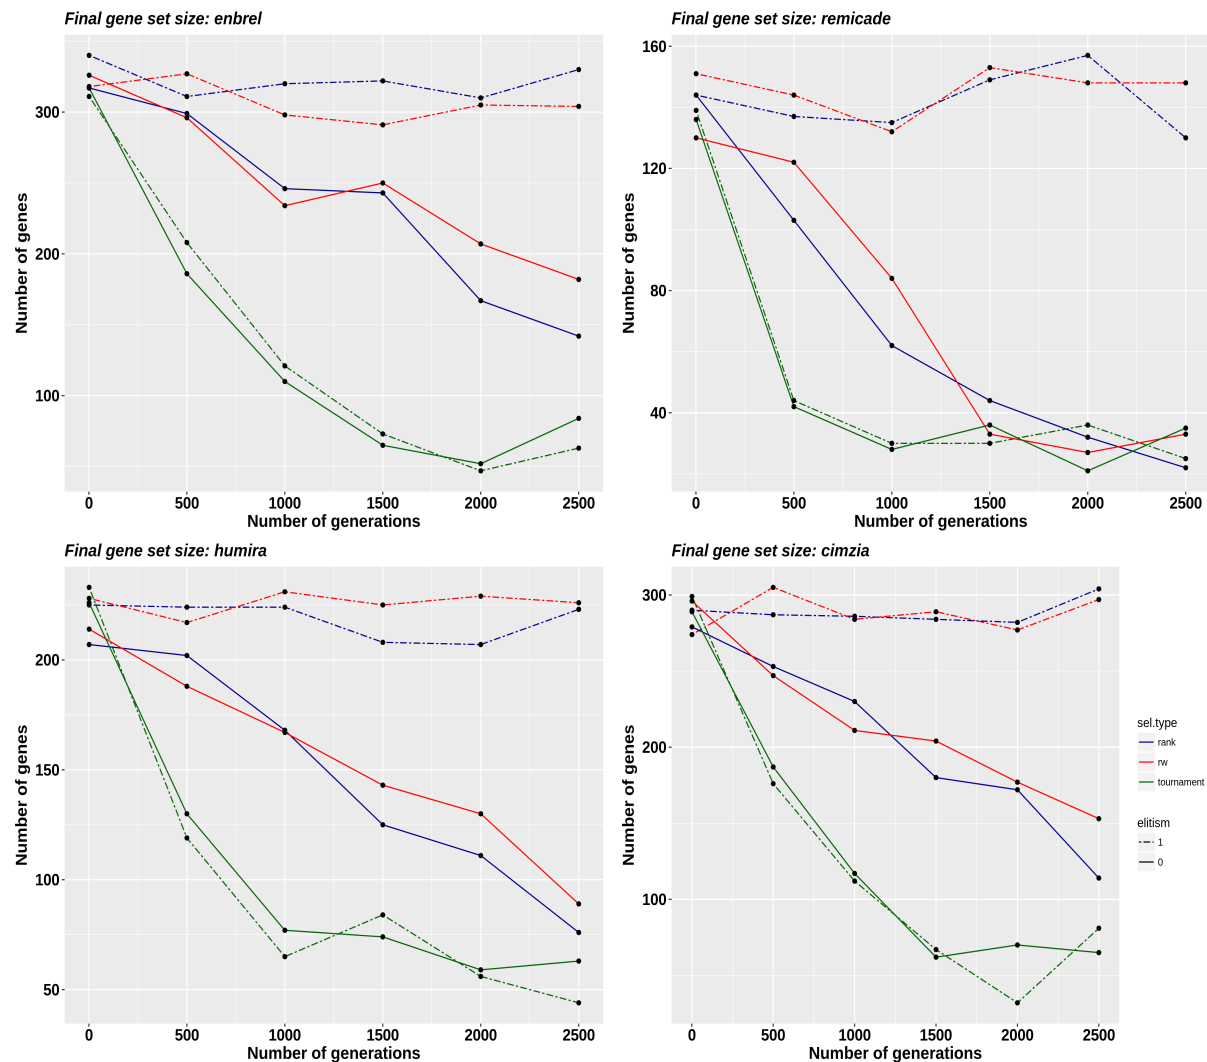 Final gene set size: enbrel
Number of genes
300
200
100
0 500 1000 1500 2000 2500
Number of generations
Final gene set size: remicade
Number of genes
160
120
80
40
0 500 1000 1500 2000 2500
Number of generations
Final gene set size: humira
Number of genes
200
150
100
50
0 500 1000 1500 2000 2500
Number of generations
Final gene set size: cimzia
Number of genes
300
200
100
0 500 1000 1500 2000 2500
Number of generations
sel.type
rank
rw
tournament
elitism
1
0